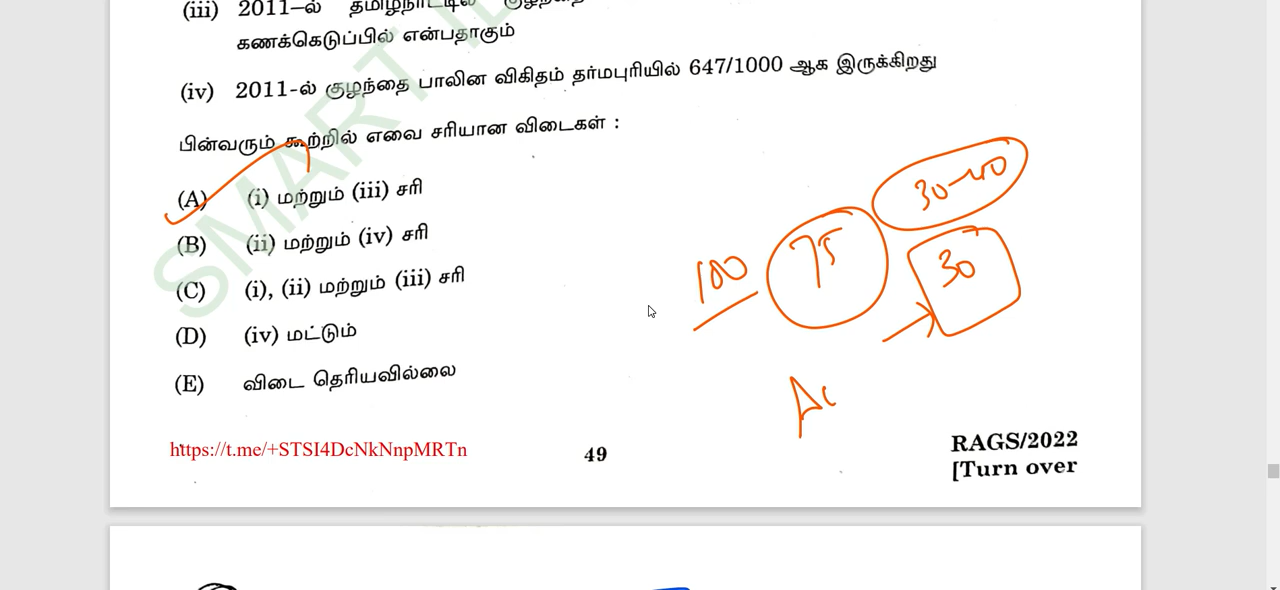 (iii) 2011–ல் தமிழ்நாட்டில் குழந்தை
கணக்கெடுப்பில் என்பதாகும்
(iv) 2011-ல் குழந்தை பாலின விகிதம் தர்மபுரியில் 647/1000 ஆக இருக்கிறது
பின்வரும் கூற்றில் எவை சரியான விடைகள் :
(A) (i) மற்றும் (iii) சரி
(B) (ii) மற்றும் (iv) சரி
(C) (i), (ii) மற்றும் (iii) சரி
(D) (iv) மட்டும்
(E) விடை தெரியவில்லை
30-40
100 75 30
https://t.me/+STSI4DcNkNnpMRTn
49
RAGS/2022
[Turn over